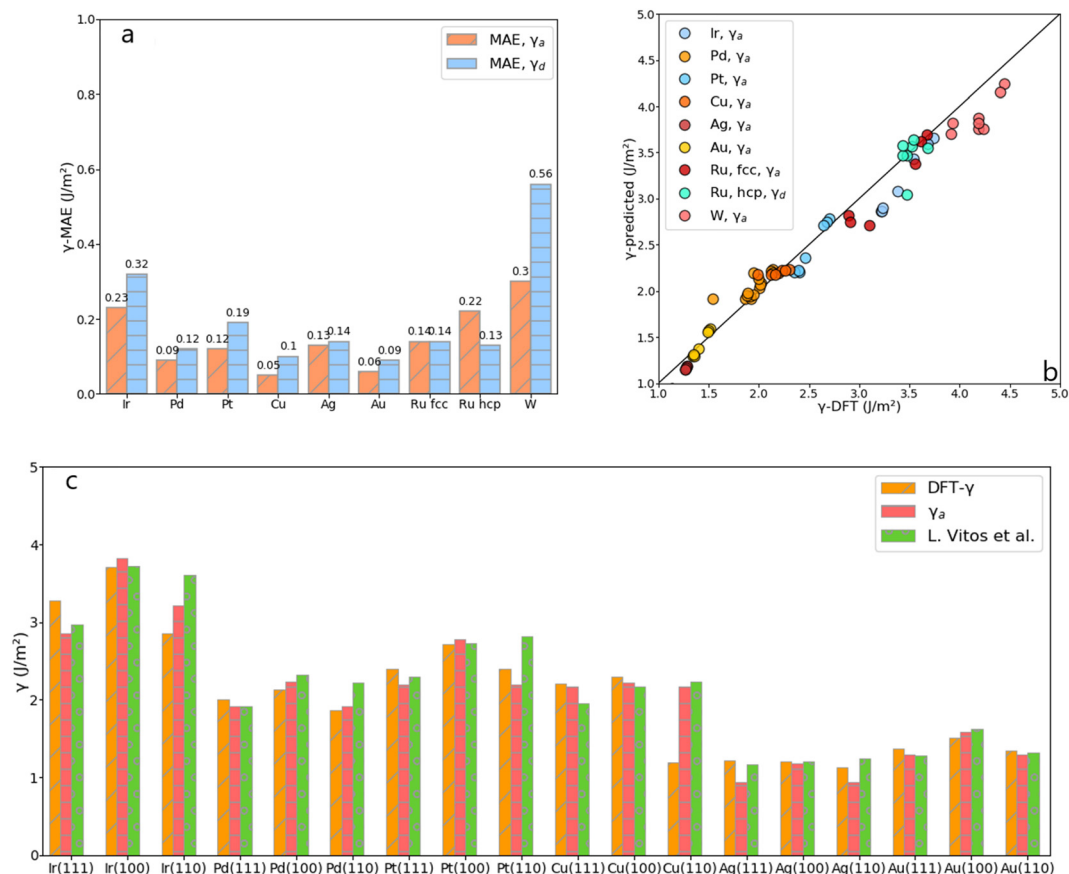 a
MAE, γa
MAE, γd
γ-MAE (J/m²)
1.0
0.8
0.6
0.4
0.2
0.0
0.23 0.32 0.09 0.12 0.12 0.19 0.05 0.1 0.13 0.14 0.06 0.09 0.14 0.14 0.22 0.13 0.3 0.56
Ir Pd Pt Cu Ag Au Ru fcc Ru hcp W
b
Ir, γa
Pd, γa
Pt, γa
Cu, γa
Ag, γa
Au, γa
Ru, fcc, γa
Ru, hcp, γd
W, γa
γ-predicted (J/m²)
5.0
4.5
4.0
3.5
3.0
2.5
2.0
1.5
1.0
1.0 1.5 2.0 2.5 3.0 3.5 4.0 4.5 5.0
γ-DFT (J/m²)
c
DFT-γ
γa
L. Vitos et al.
γ (J/m²)
5
4
3
2
1
0
Ir(111) Ir(100) Ir(110) Pd(111) Pd(100) Pd(110) Pt(111) Pt(100) Pt(110) Cu(111) Cu(100) Cu(110) Ag(111) Ag(100) Ag(110) Au(111) Au(100) Au(110)